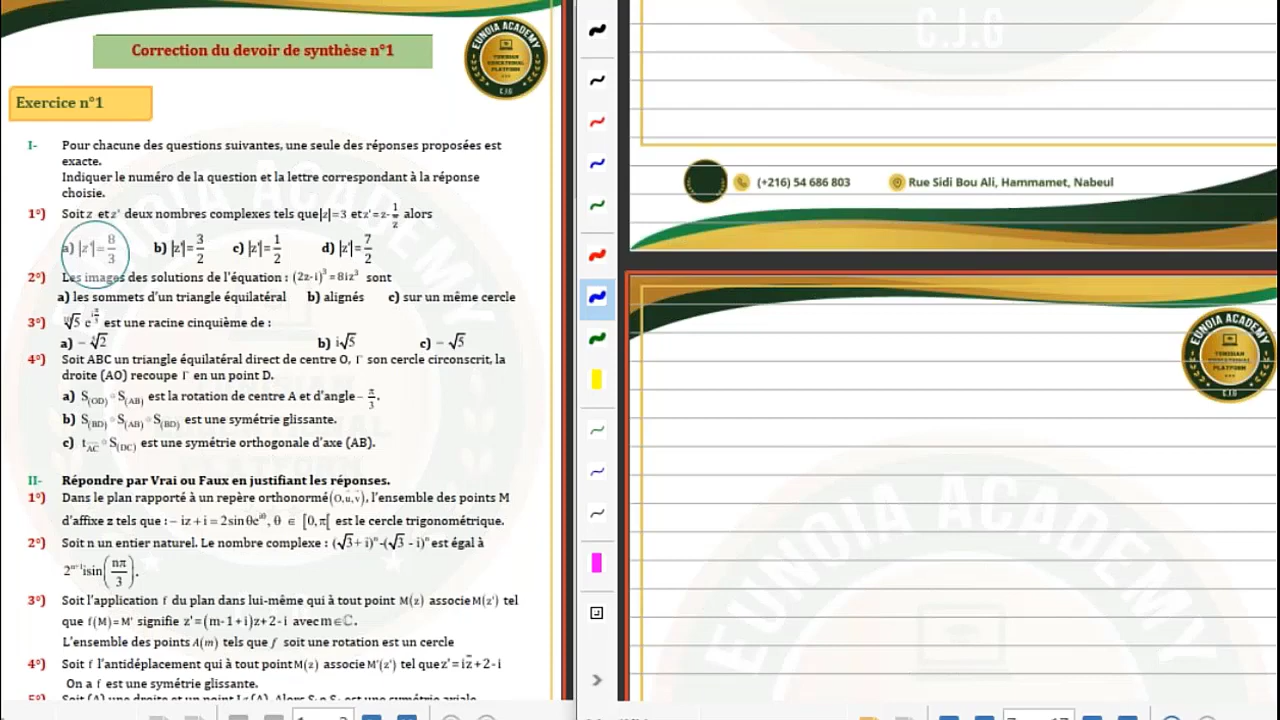 Correction du devoir de synthèse n°1
EUNOIA ACADEMY
TUNISIAN EDUCATIONAL PLATFORM
Exercice n°1
I- Pour chacune des questions suivantes, une seule des réponses proposées est
exacte.
Indiquer le numéro de la question et la lettre correspondant à la réponse
choisie.
1°) Soit z et z' deux nombres complexes tels que |z|=3 et z'=z-1/z̄ alors
a) |z'|=8/3 b) |z'|=3/2 c) |z'|=1/2 d) |z'|=7/2
2°) Les images des solutions de l'équation : (2z-i)³=8iz³ sont
a) les sommets d'un triangle équilatéral b) alignés c) sur un même cercle
3°) est une racine cinquième de :
b) i√5 c) -√5
4°) Soit ABC un triangle équilatéral direct de centre O, Γ son cercle circonscrit, la
droite (AO) recoupe Γ en un point D.
a) S(OD)∘S(AB) est la rotation de centre A et d'angle -π/3.
b) S(BD)∘S(AB)∘S(BD) est une symétrie glissante.
c) t AC∘S(DC) est une symétrie orthogonale d'axe (AB).
II- Répondre par Vrai ou Faux en justifiant les réponses.
1°) Dans le plan rapporté à un repère orthonormé (O,u,v), l'ensemble des points M
d'affixe z tels que : -iz+i=2sinθe^iθ, θ ∈ [0,π[ est le cercle trigonométrique.
2°) Soit n un entier naturel. Le nombre complexe : (√3+i)ⁿ-(√3-i)ⁿ est égal à
isin(nπ/3).
3°) Soit l'application f du plan dans lui-même qui à tout point M(z) associe M(z') tel
que f(M)=M' signifie z'=(m-1+i)z+2-i avec m∈ℂ.
L'ensemble des points A(m) tels que f soit une rotation est un cercle
4°) Soit f l'antidéplacement qui à tout point M(z) associe M'(z') tel que z'=iz̄+2-i
On a f est une symétrie glissante.
(+216) 54 686 803 Rue Sidi Bou Ali, Hammamet, Nabeul
EUNOIA ACADEMY
TUNISIAN EDUCATIONAL PLATFORM